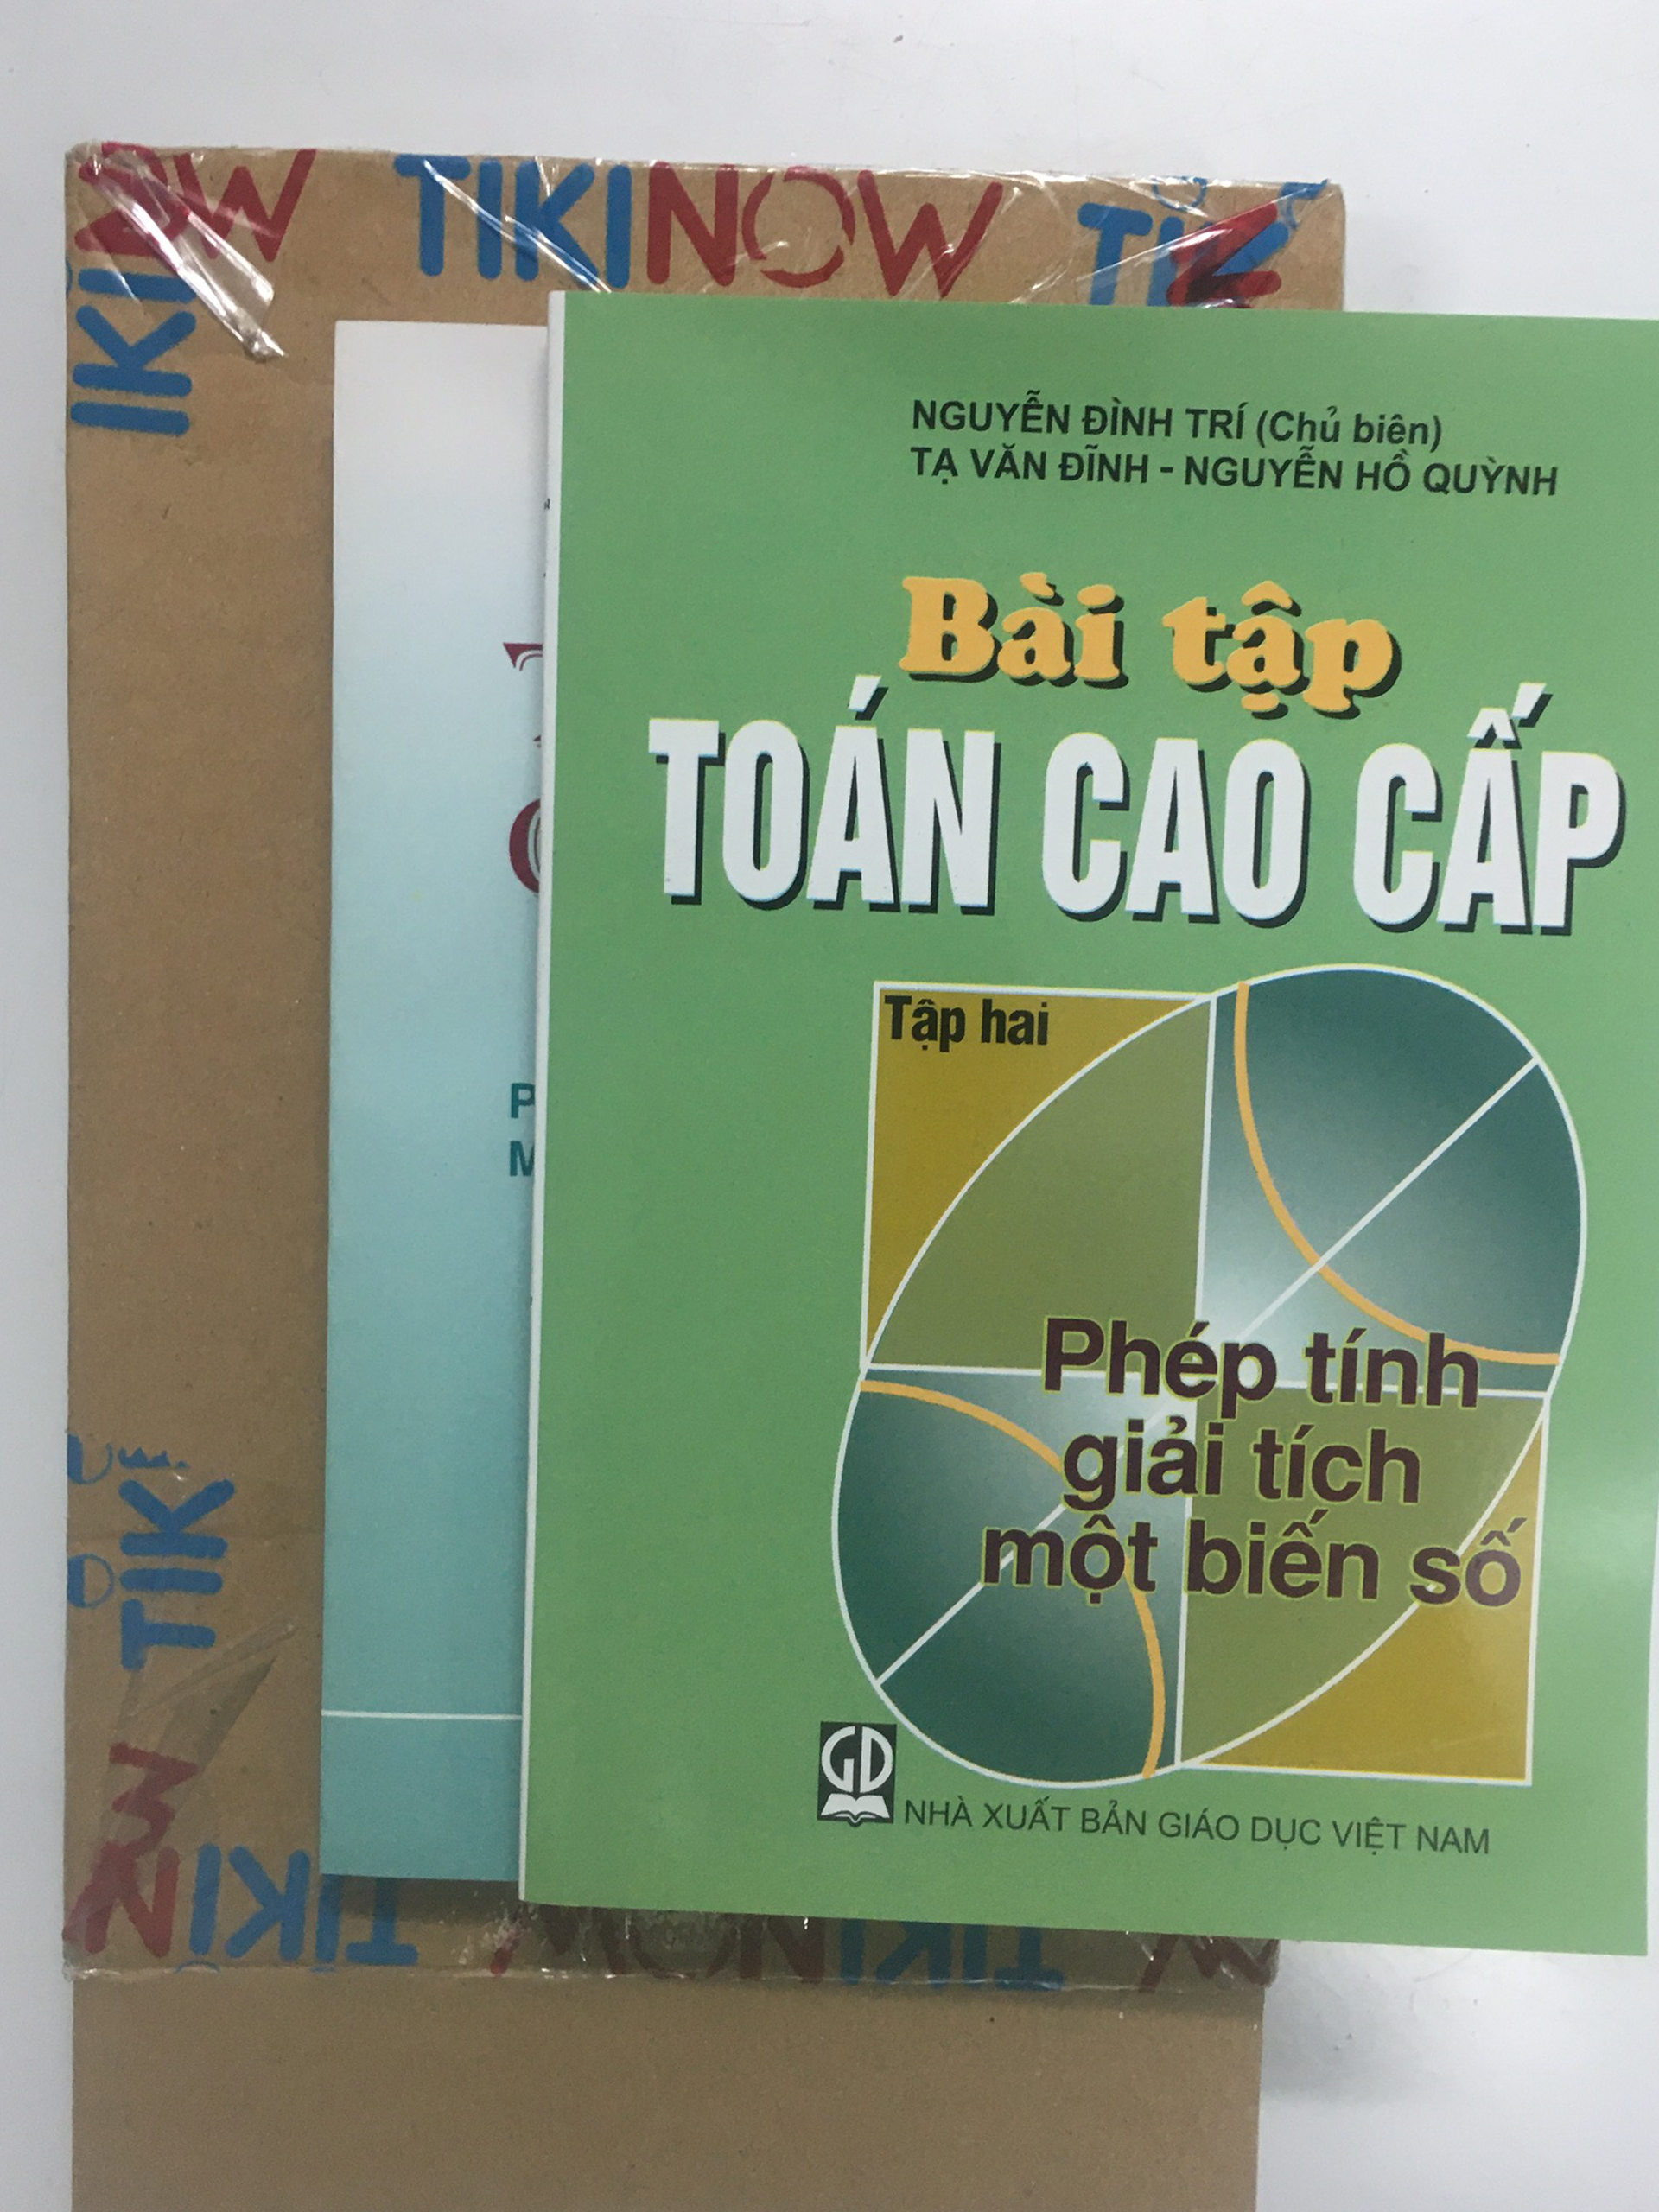 TIKINOW
NGUYỄN ĐÌNH TRÍ (Chủ biên)
TẠ VĂN ĐĨNH - NGUYỄN HỒ QUỲNH
Bài tập
TOÁN CAO CẤP
Tập hai
Phép tính
giải tích
một biến số
GD
NHÀ XUẤT BẢN GIÁO DỤC VIỆT NAM